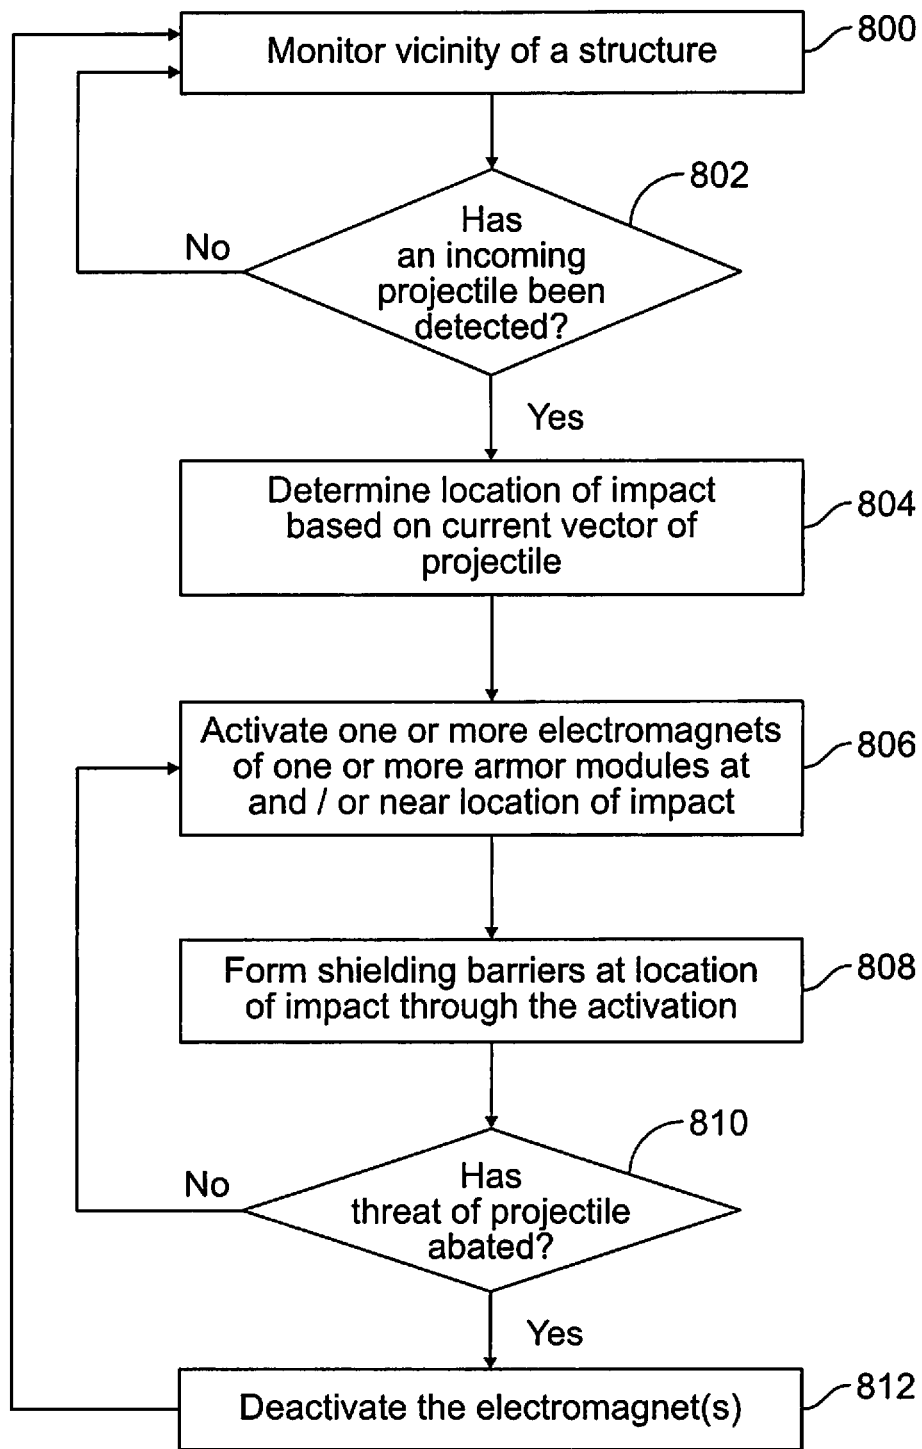 Monitor vicinity of a structure
800
802
Has
an incoming
projectile been
detected?
No
Yes
Determine location of impact
based on current vector of
projectile
804
Activate one or more electromagnets
of one or more armor modules at
and / or near location of impact
806
Form shielding barriers at location
of impact through the activation
808
810
Has
threat of projectile
abated?
No
Yes
Deactivate the electromagnet(s)
812